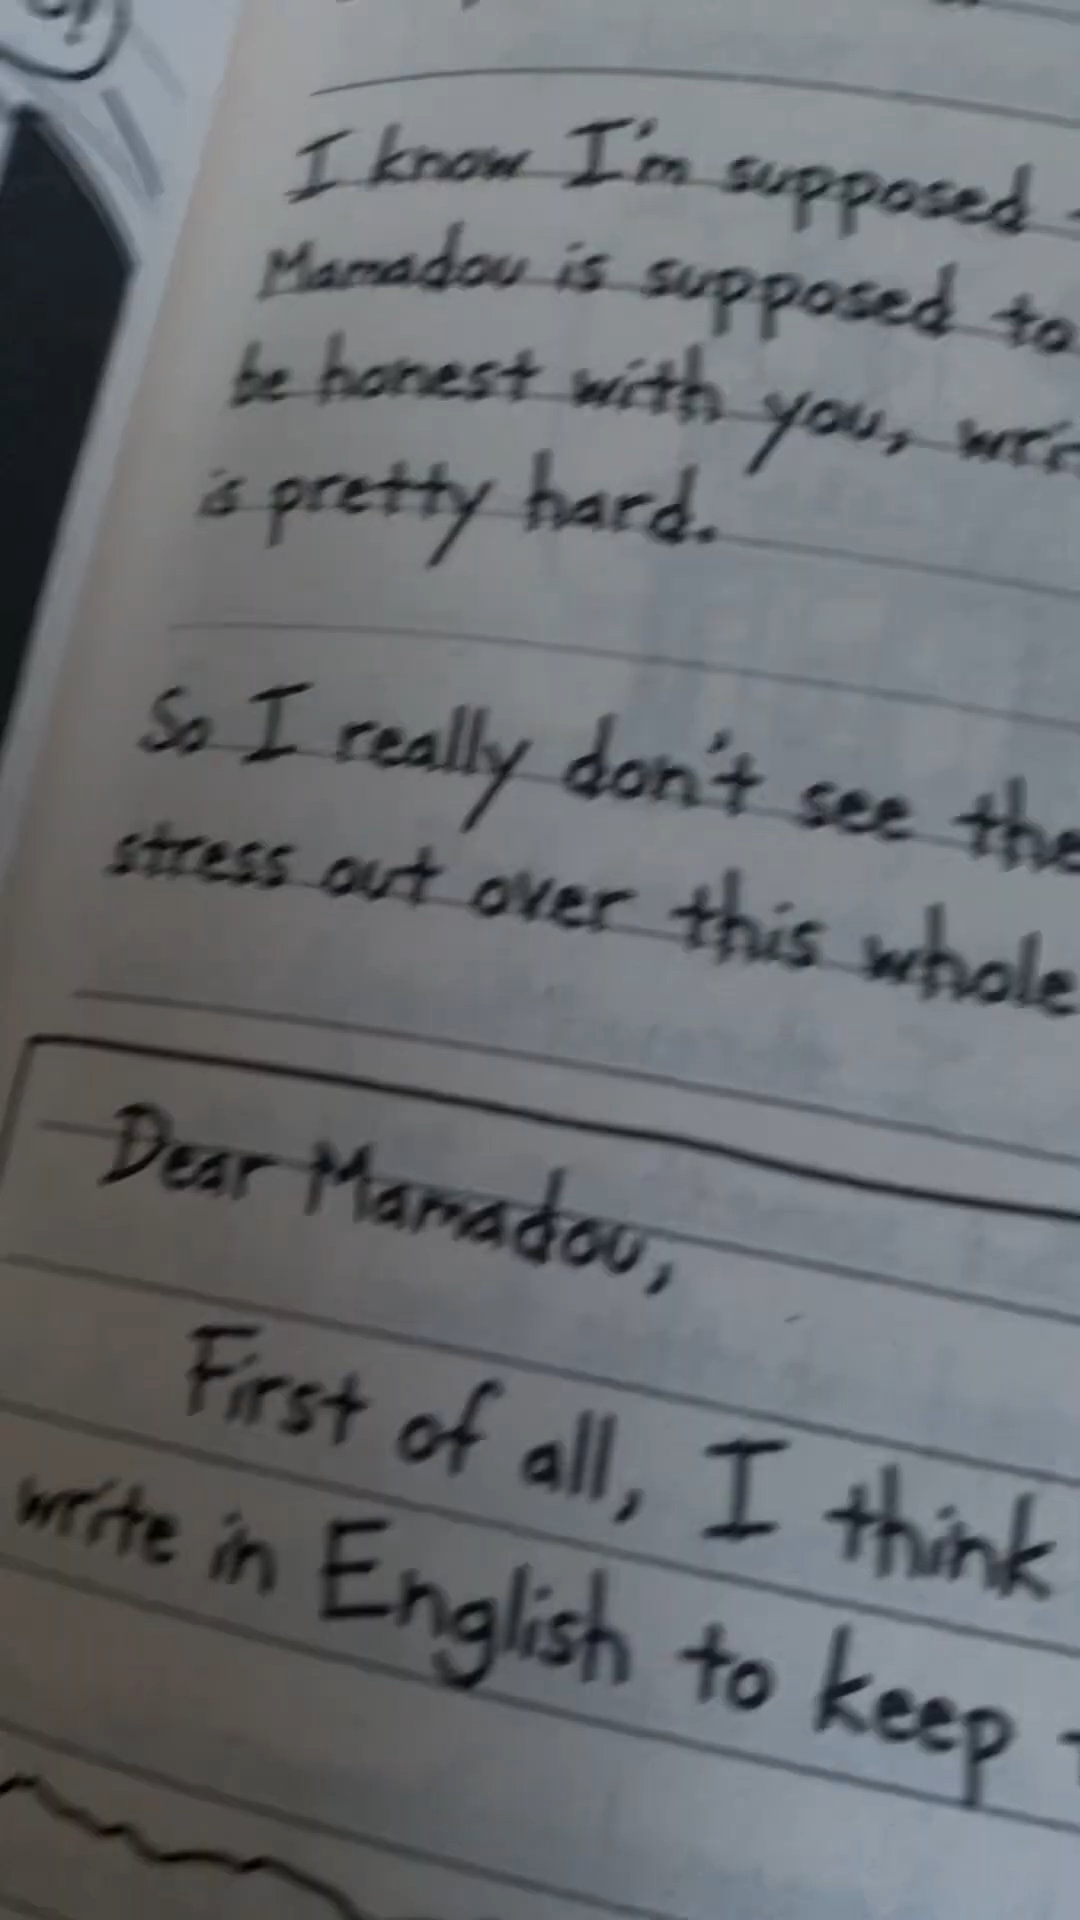 I know I'm supposed
Mamadou is supposed to
be honest with you,
is pretty hard.
So I really don't see the
stress out over this whole
Dear Mamadou,
First of all, I think
write in English to keep